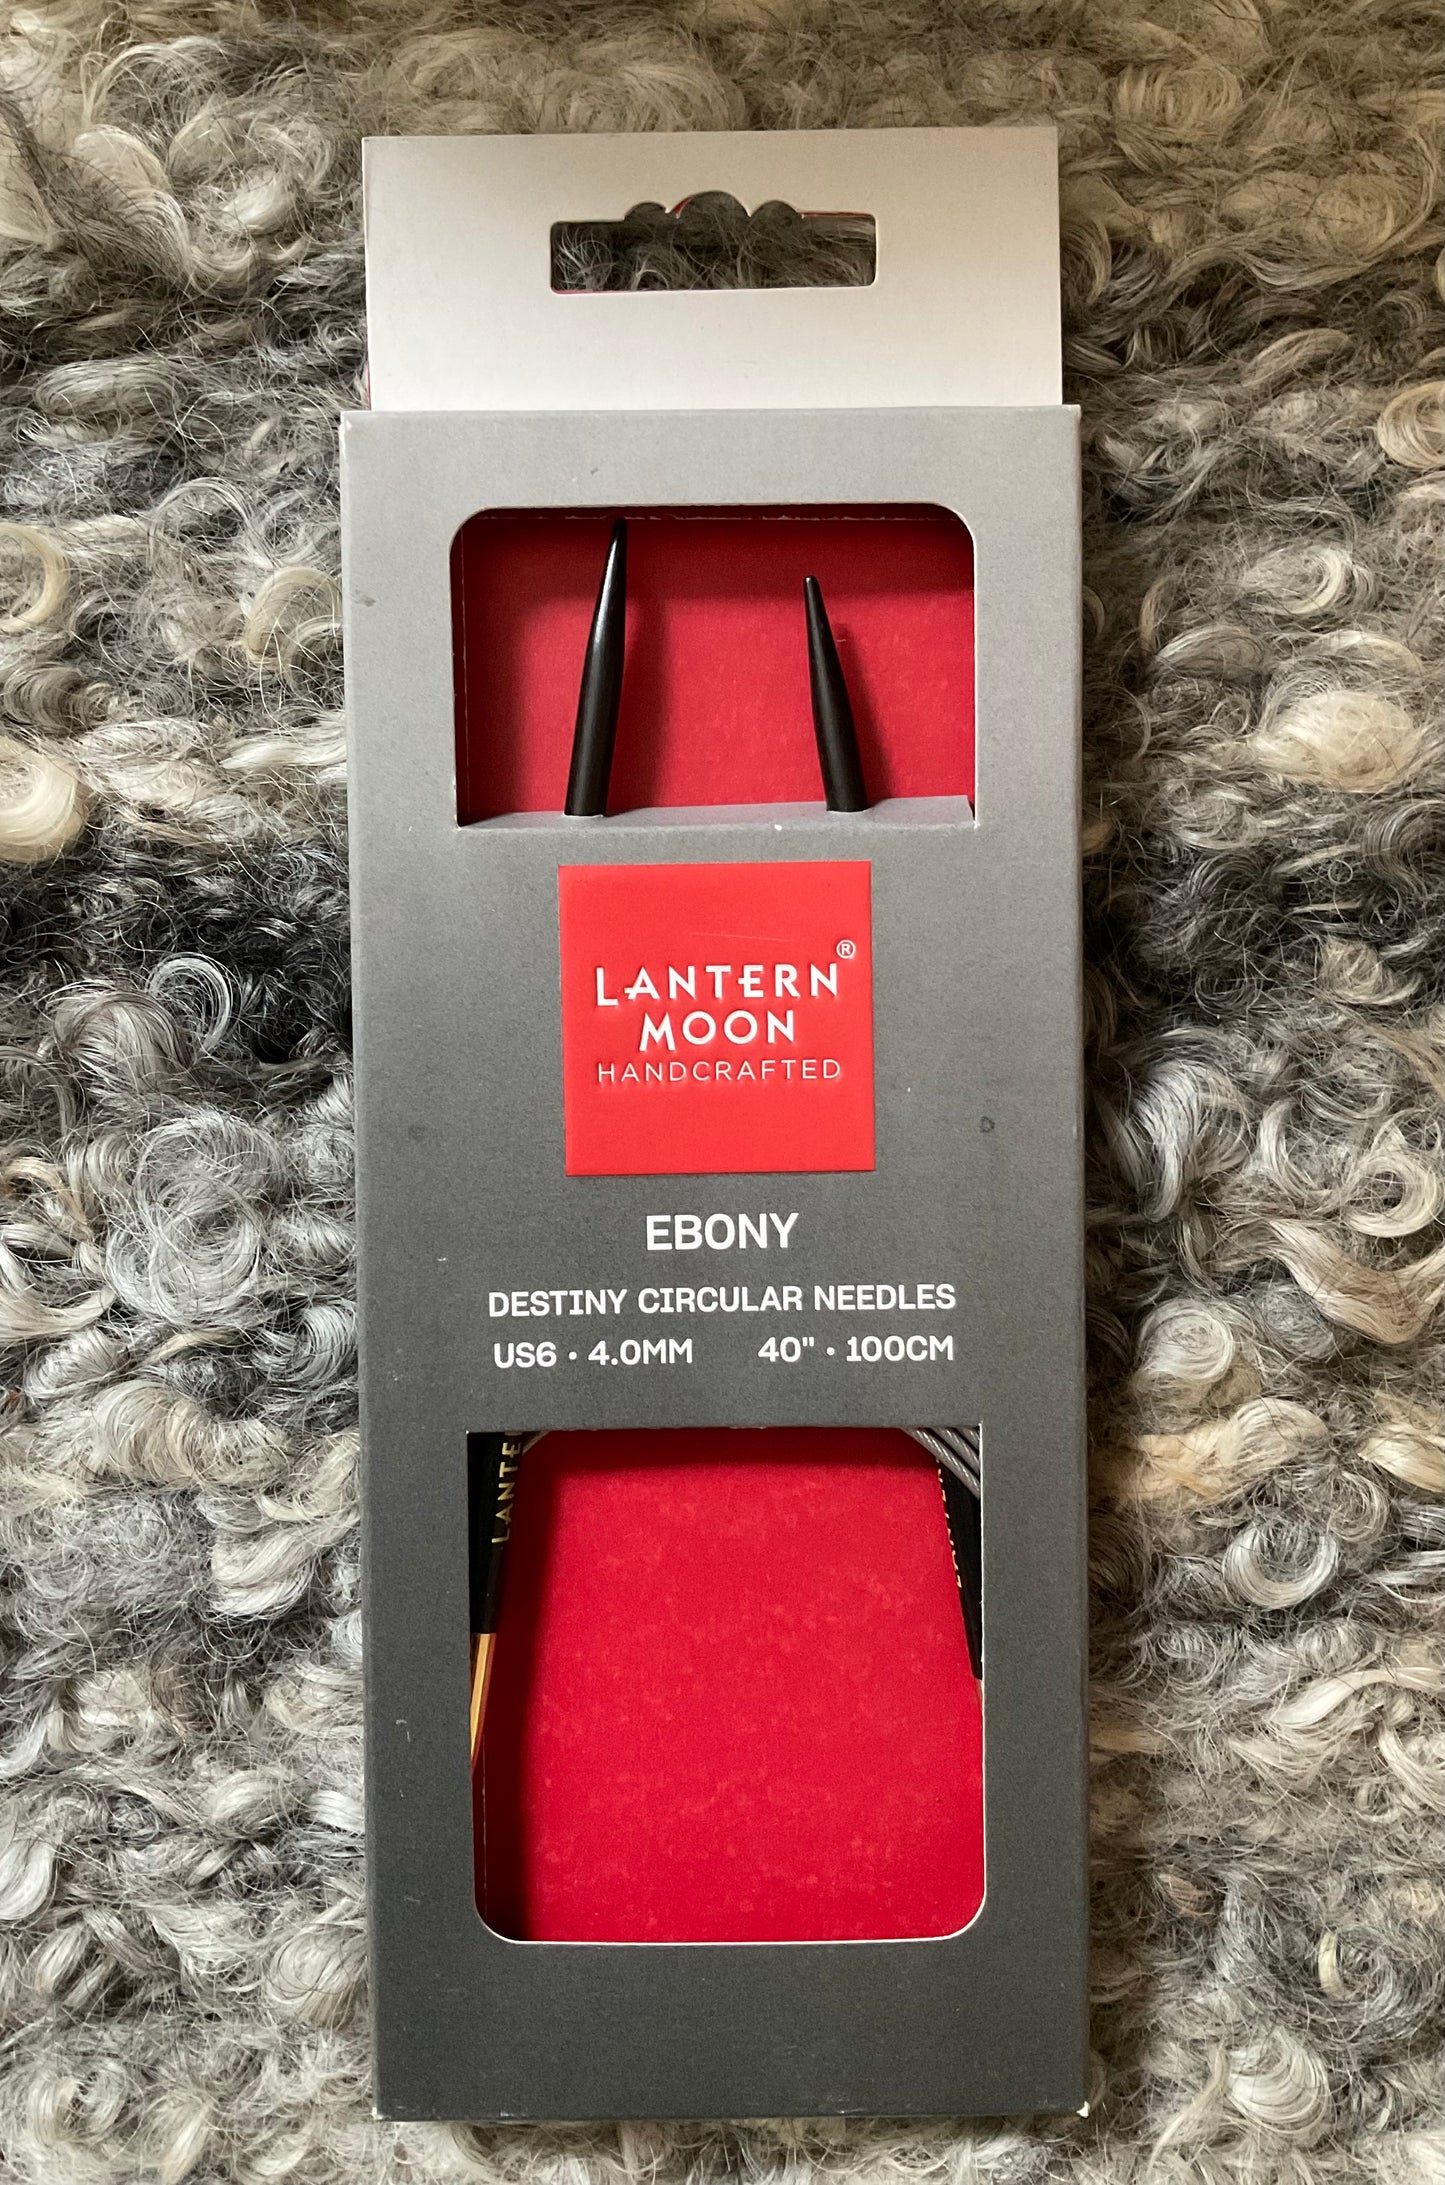 LANTERN®
MOON
HANDCRAFTED
EBONY
DESTINY CIRCULAR NEEDLES
US6 • 4.0MM 40" • 100CM